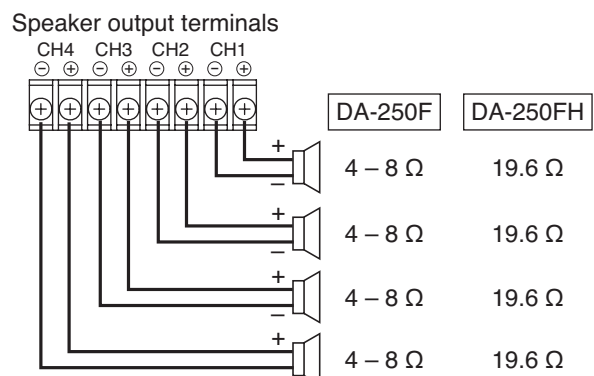 Speaker output terminals
CH4 CH3 CH2 CH1
⊖ ⊕ ⊖ ⊕ ⊖ ⊕ ⊖ ⊕
DA-250F DA-250FH
+
– 4 – 8 Ω 19.6 Ω
+
– 4 – 8 Ω 19.6 Ω
+
– 4 – 8 Ω 19.6 Ω
+
– 4 – 8 Ω 19.6 Ω